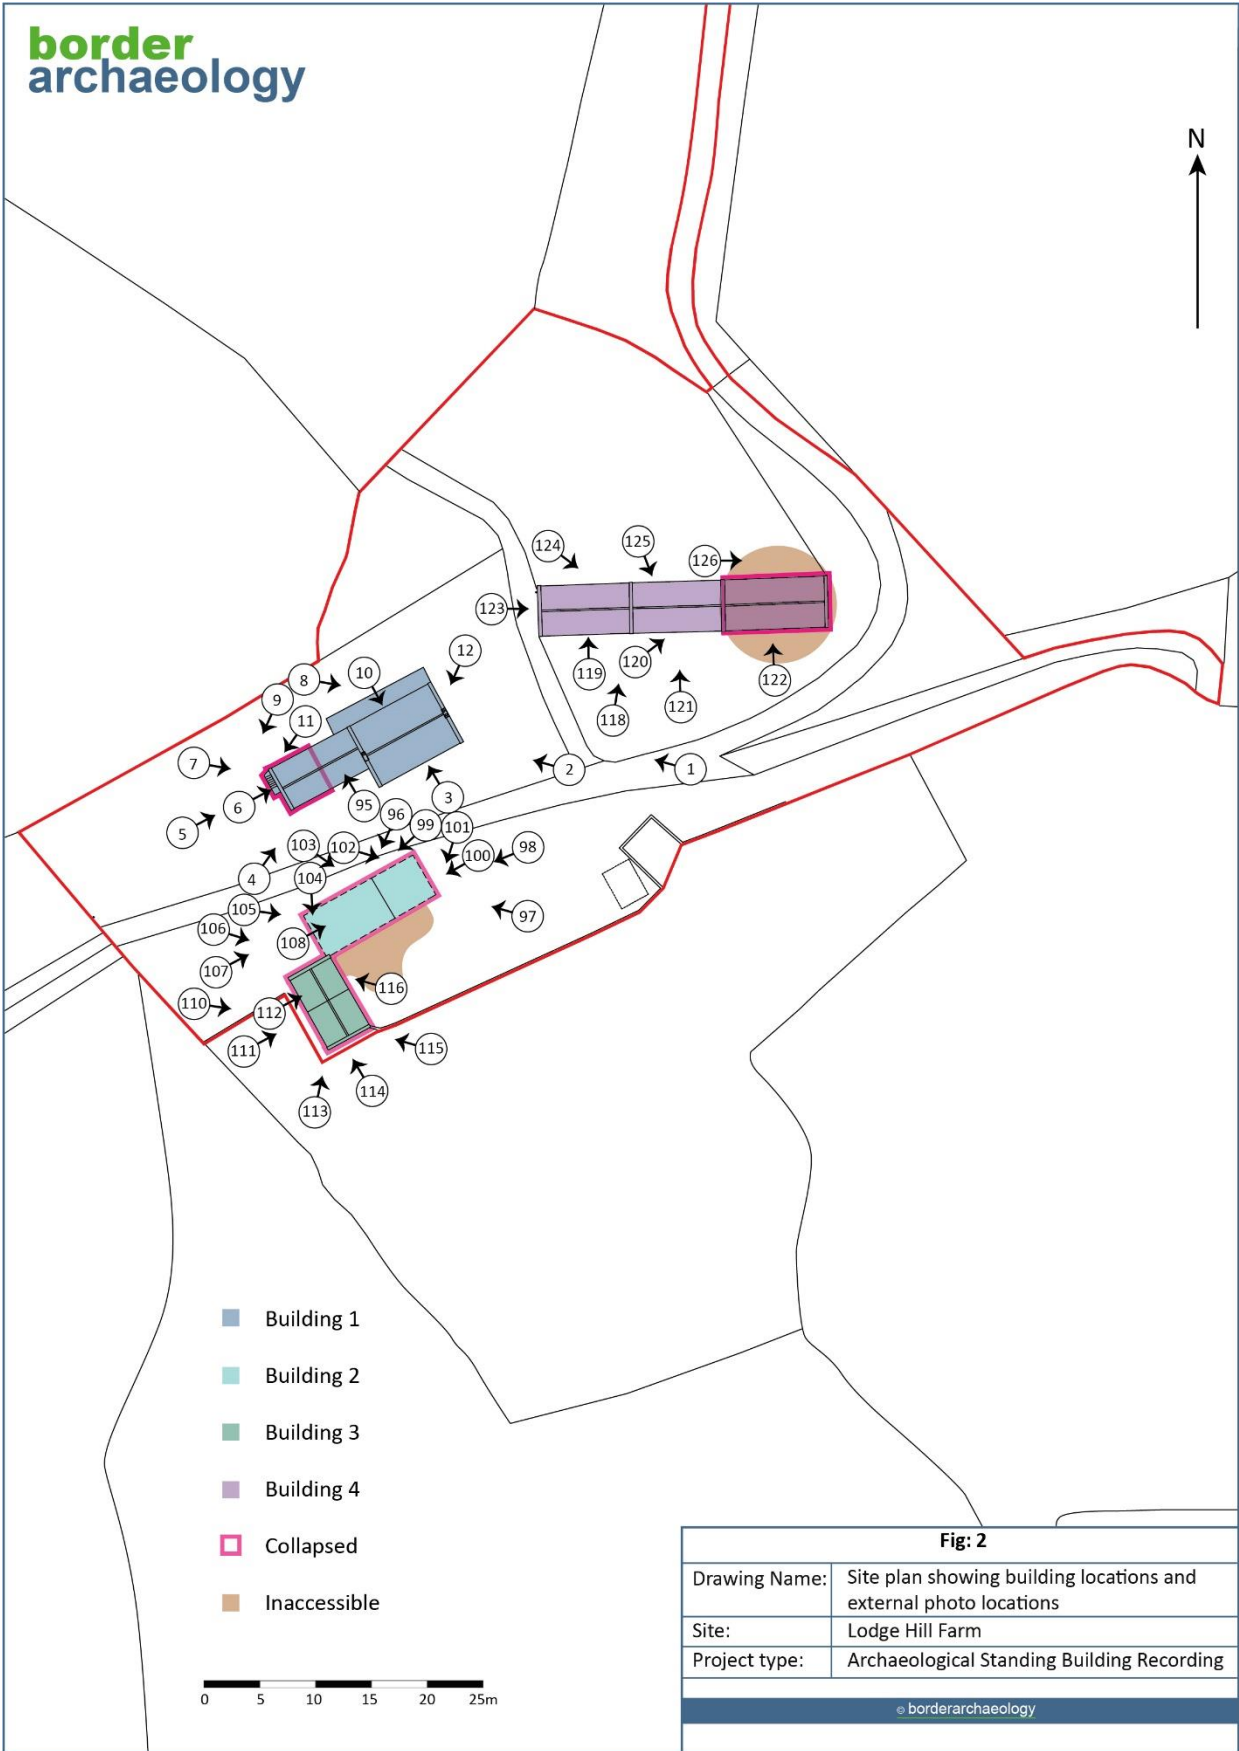 border
archaeology
N
124
125
126
123
119
120
118
121
122
12
10
8
9
11
7
6
5
95
3
2
1
4
96
99
101
103
102
100
98
104
105
106
108
97
107
116
110
112
111
115
114
113
Building 1
Building 2
Building 3
Building 4
Collapsed
Inaccessible
0 5 10 15 20 25m
Fig: 2
Drawing Name: Site plan showing building locations and
external photo locations
Site: Lodge Hill Farm
Project type: Archaeological Standing Building Recording
© borderarchaeology